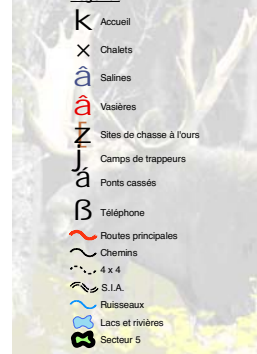 k Accueil
× Chalets
â Salines
â Vasières
z Sites de chasse à l'ours
j Camps de trappeurs
á Ponts cassés
ß Téléphone
Routes principales
Chemins
4 x 4
S.I.A.
Ruisseaux
Lacs et rivières
Secteur 5